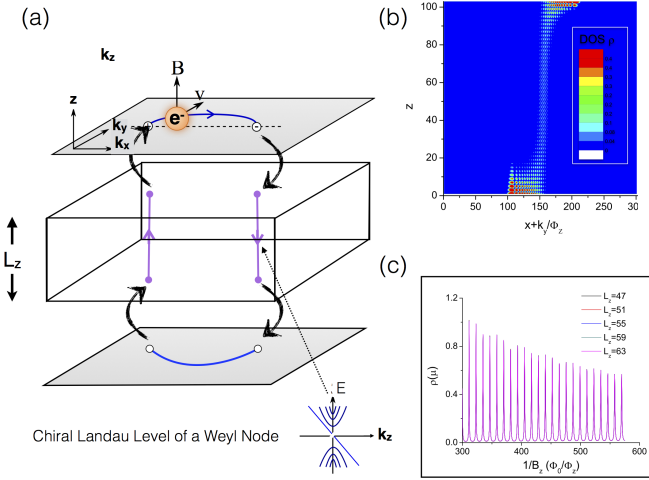 (a)
k_z
B
v
e-
z
k_y
k_x
L_z
E
k_z
Chiral Landau Level of a Weyl Node
(b)
100
80
60
40
20
0
z
DOS ρ
0
50
100
150
200
250
300
x+k_y/Φ_z
(c)
L_z=47
L_z=51
L_z=55
L_z=59
L_z=63
1.2
0.8
0.4
0.0
ρ(μ)
300
400
500
600
1/B_z (Φ_0/Φ_z)